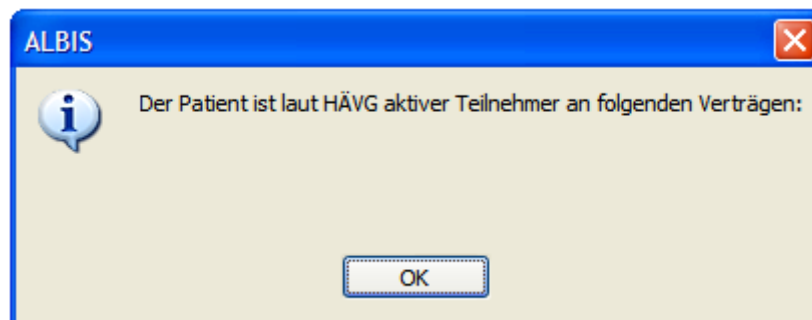 ALBIS
Der Patient ist laut HÄVG aktiver Teilnehmer an folgenden Verträgen:
OK